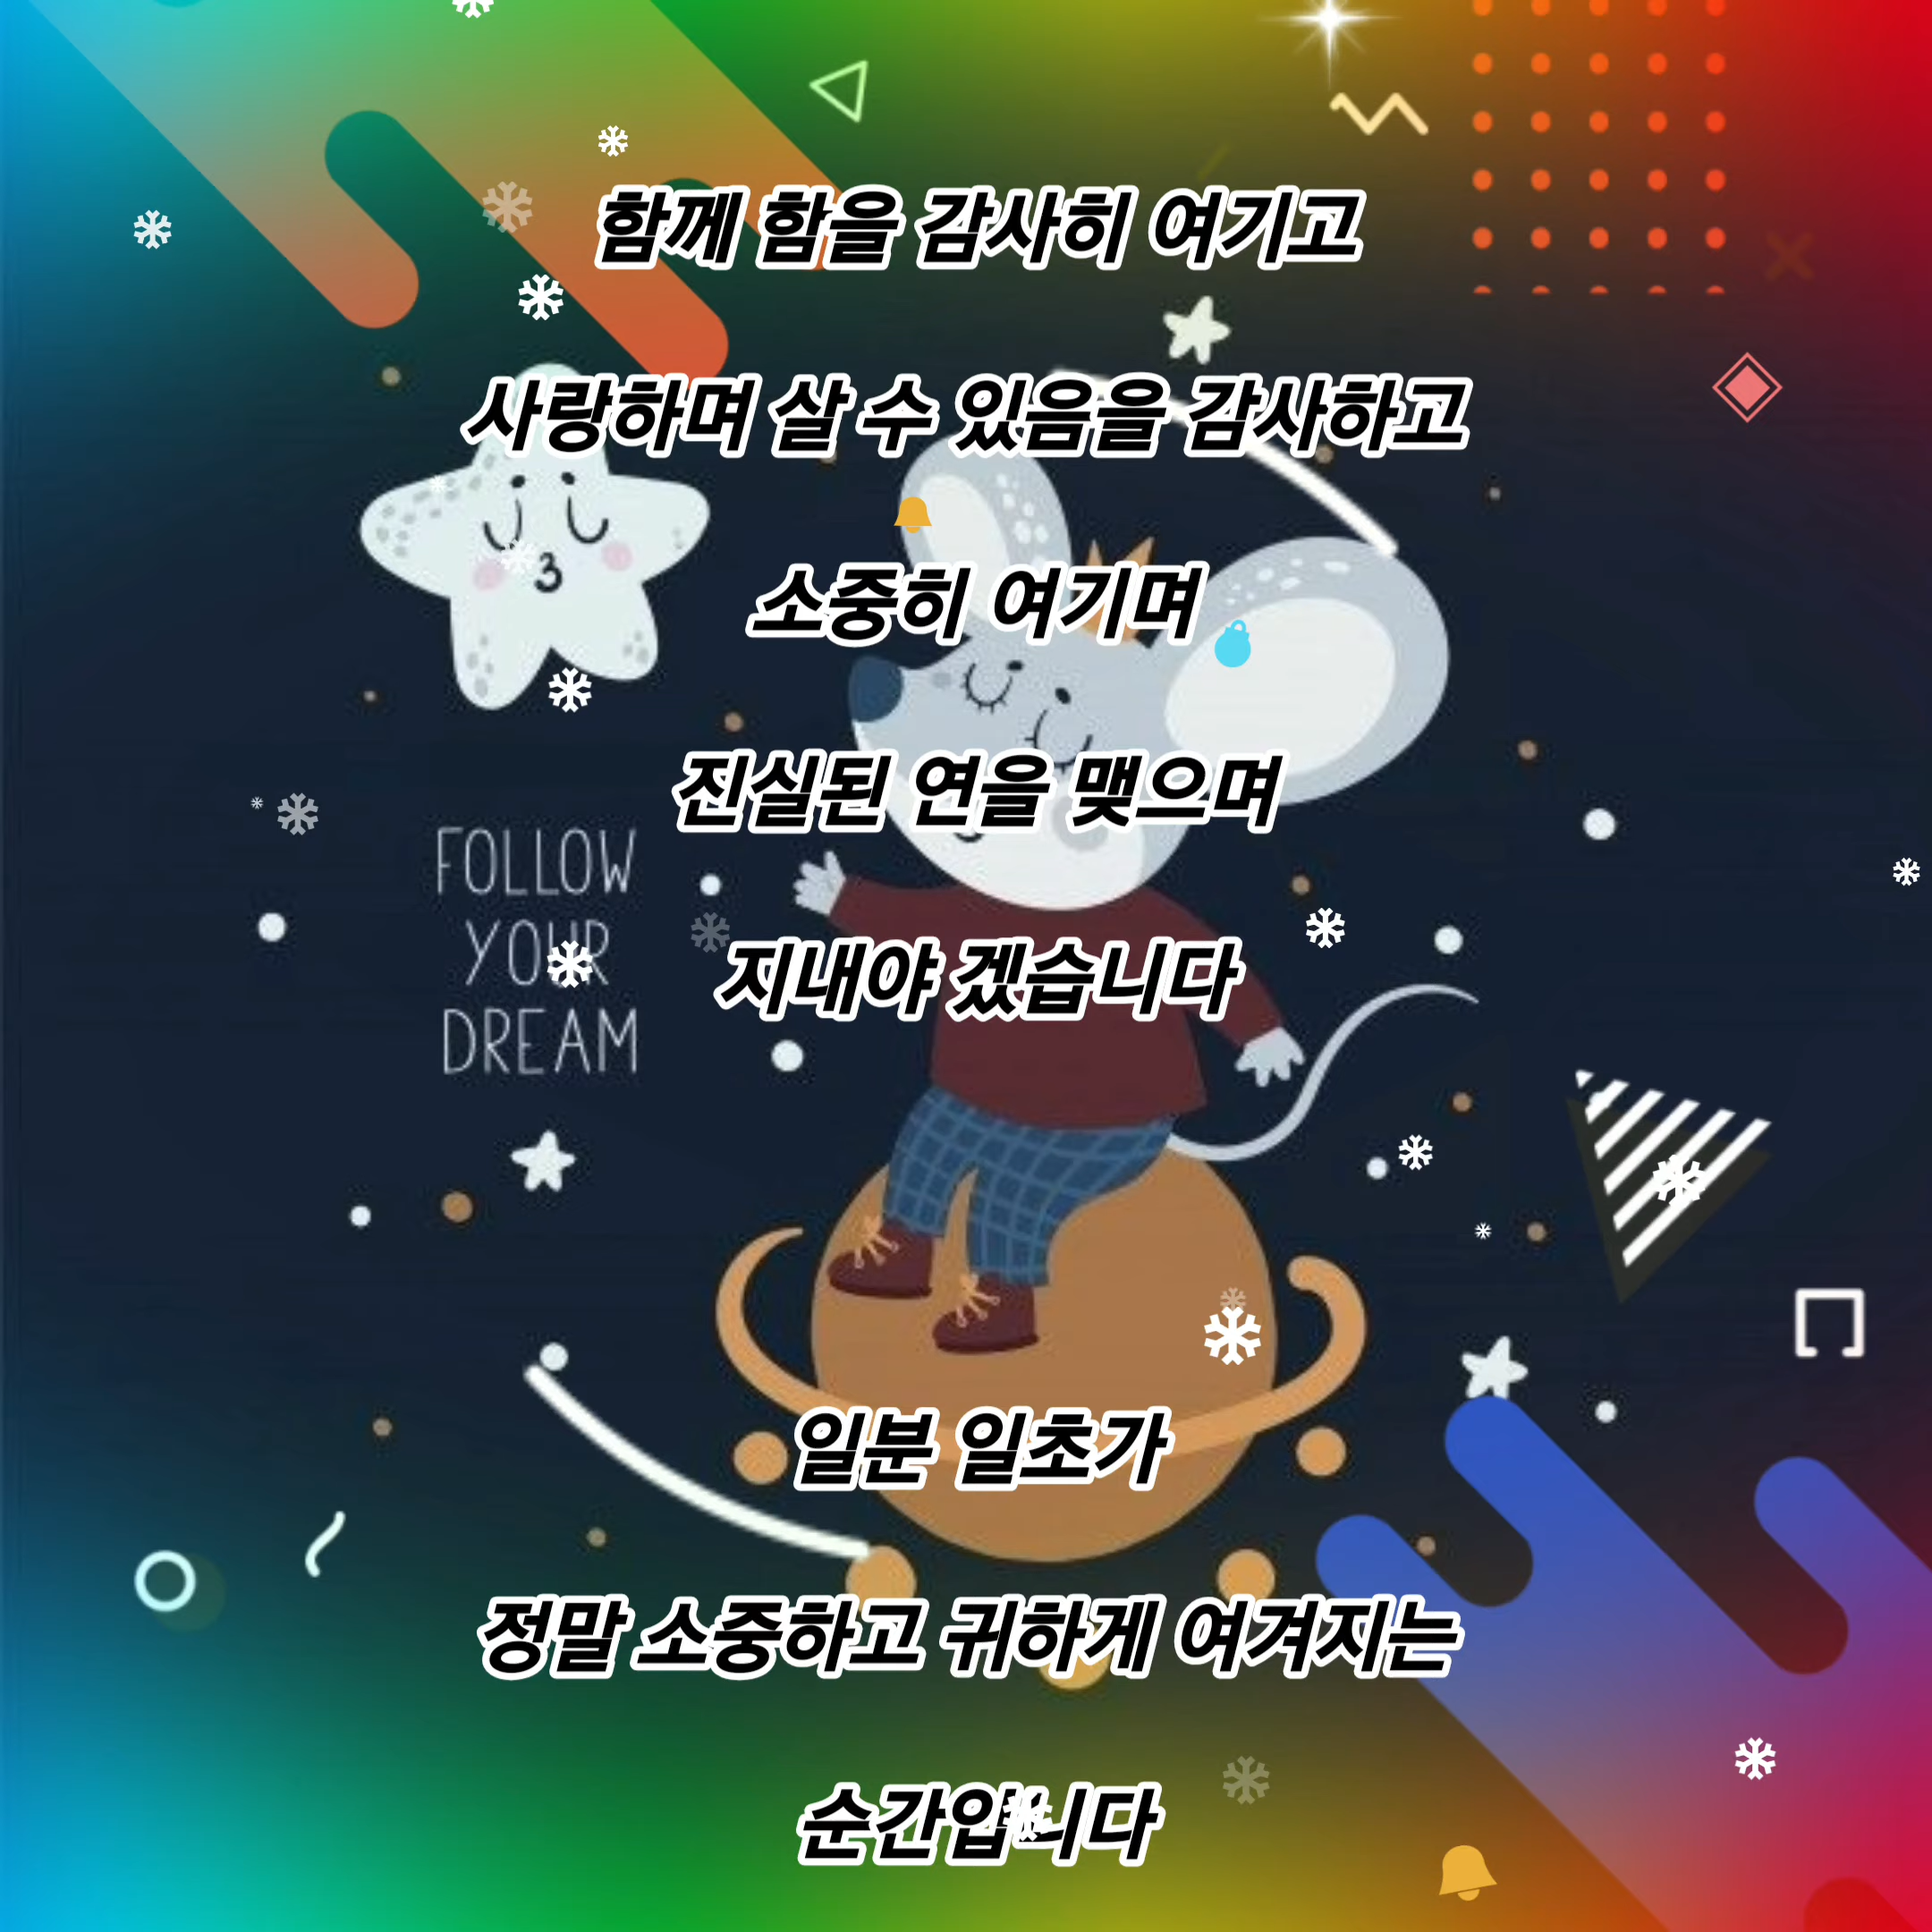 함께 함을 감사히 여기고
사랑하며 살 수 있음을 감사하고
소중히 여기며
진실된 연을 맺으며
FOLLOW
YOUR
DREAM
지내야 겠습니다
일분 일초가
정말 소중하고 귀하게 여겨지는
순간입니다